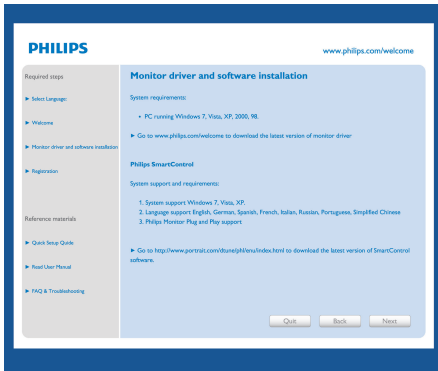 PHILIPS
www.philips.com/welcome
Required steps
► Select Language:
► Welcome
► Monitor driver and software installation
► Registration
Reference materials
► Quick Setup Guide
► Read User Manual
► FAQ & Troubleshooting
Monitor driver and software installation
System requirements:
• PC running Windows 7, Vista, XP, 2000, 98.
► Go to www.philips.com/welcome to download the latest version of monitor driver
Philips SmartControl
System support and requirements:
1. System support Windows 7, Vista, XP.
2. Language support English, German, Spanish, French, Italian, Russian, Portuguese, Simplified Chinese
3. Philips Monitor Plug and Play support
► Go to http://www.portrait.com/dtune/phl/enu/index.html to download the latest version of SmartControl
software.
Quit
Back
Next